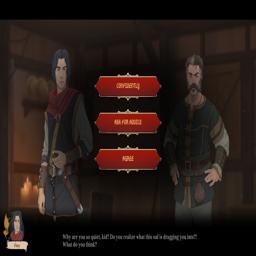 CONFIDENTLY
ASK FOR ADVICE
AGREE
Why are you so quiet, kid? Do you realize what this oaf is dragging you into?!
What do you think?